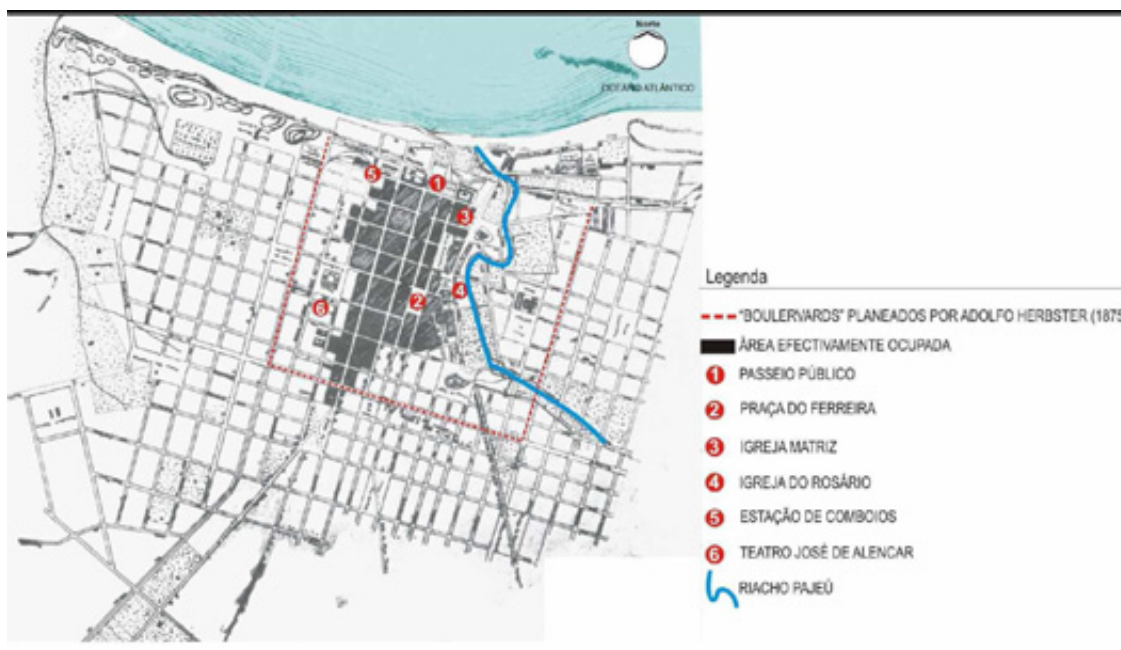 Norte
OCEANO ATLÂNTICO
5
1
3
4
2
6
Legenda
"BOULERVARDS" PLANEADOS POR ADOLFO HERBSTER (1875
ÁREA EFECTIVAMENTE OCUPADA
1 PASSEIO PÚBLICO
2 PRAÇA DO FERREIRA
3 IGREJA MATRIZ
4 IGREJA DO ROSÁRIO
5 ESTAÇÃO DE COMBOIOS
6 TEATRO JOSÉ DE ALENCAR
RIACHO PAJEÚ